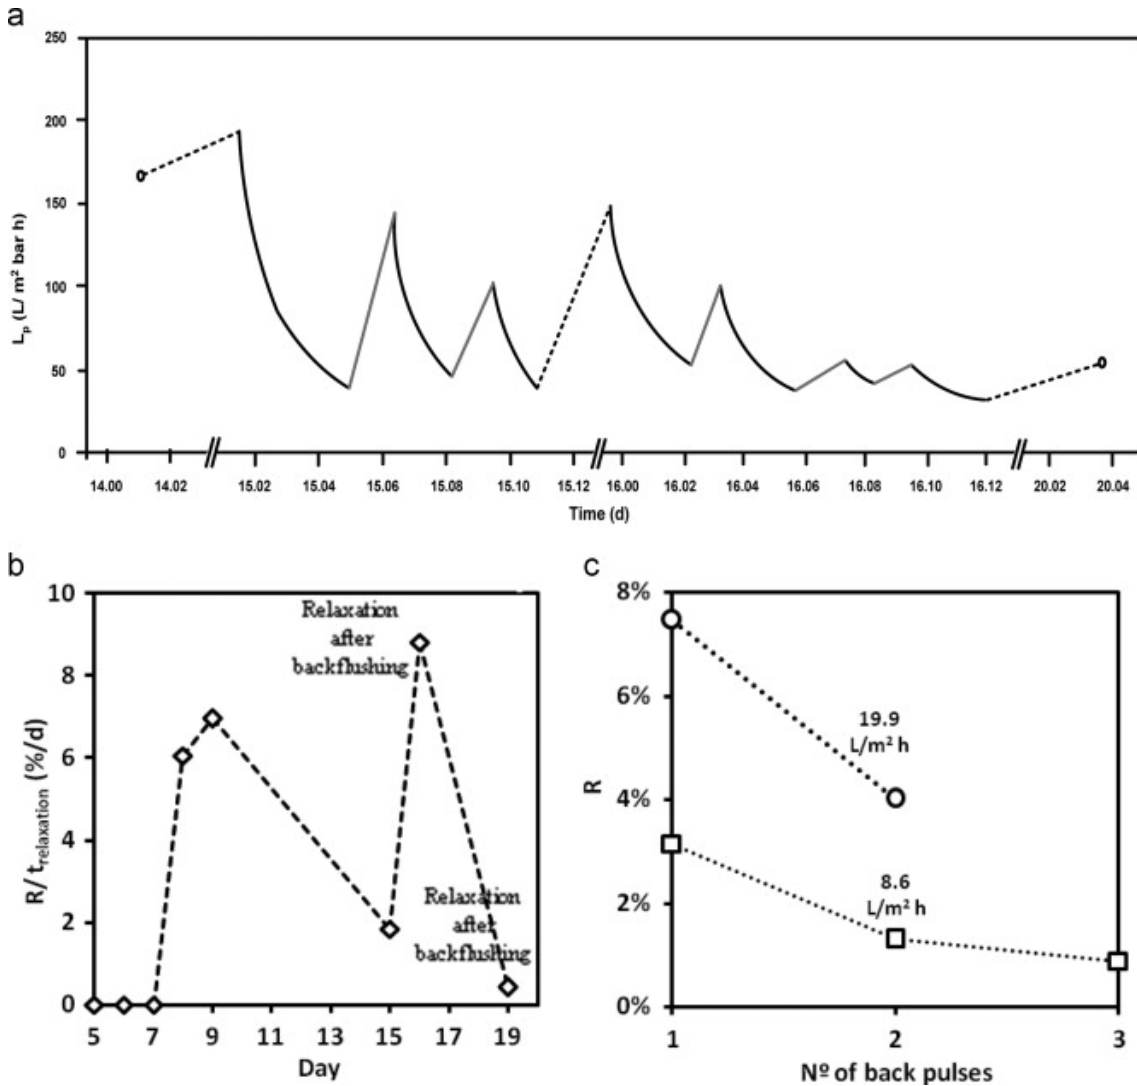 a
250
200
150
100
50
0
Lₚ (L/ m² bar h)
14.00 14.02 15.02 15.04 15.06 15.08 15.10 15.12 16.00 16.02 16.04 16.06 16.08 16.10 16.12 20.02 20.04
Time (d)
b
10
8
6
4
2
0
R/ t_relaxation (%/d)
Relaxation
after
backflushing
Relaxation
after
backflushing
5 7 9 11 13 15 17 19
Day
c
8%
6%
4%
2%
0%
R
19.9
L/m² h
8.6
L/m² h
1 2 3
Nº of back pulses